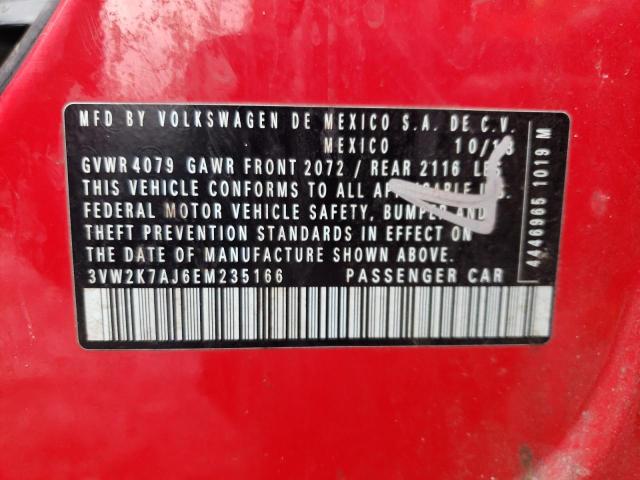 MFD BY VOLKSWAGEN DE MEXICO S.A. DE C.V.
MEXICO 10/13
GVWR 4079 GAWR FRONT 2072 / REAR 2116 LBS
THIS VEHICLE CONFORMS TO ALL APPLICABLE U.S.
FEDERAL MOTOR VEHICLE SAFETY, BUMPER AND
THEFT PREVENTION STANDARDS IN EFFECT ON THE
DATE OF MANUFACTURE SHOWN ABOVE.
3VW2K7AJ6EM235166 PASSENGER CAR
4446965 1019 M